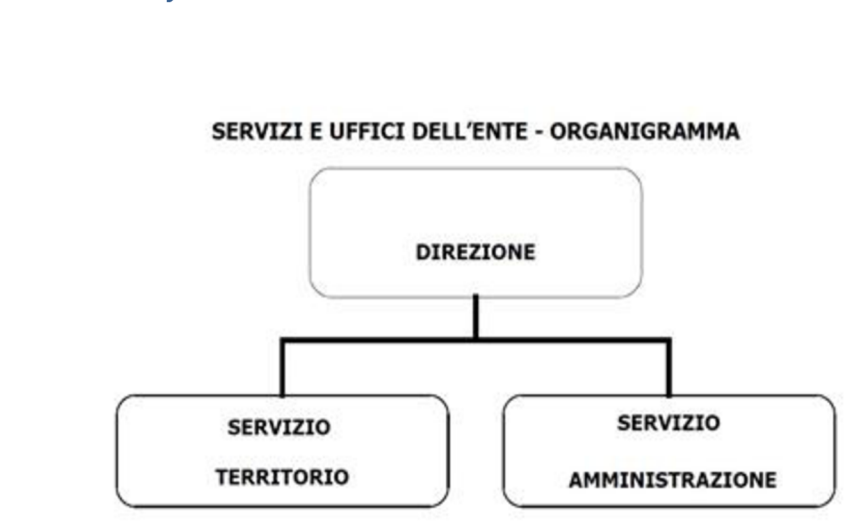 SERVIZI E UFFICI DELL'ENTE - ORGANIGRAMMA
DIREZIONE
SERVIZIO
TERRITORIO
SERVIZIO
AMMINISTRAZIONE